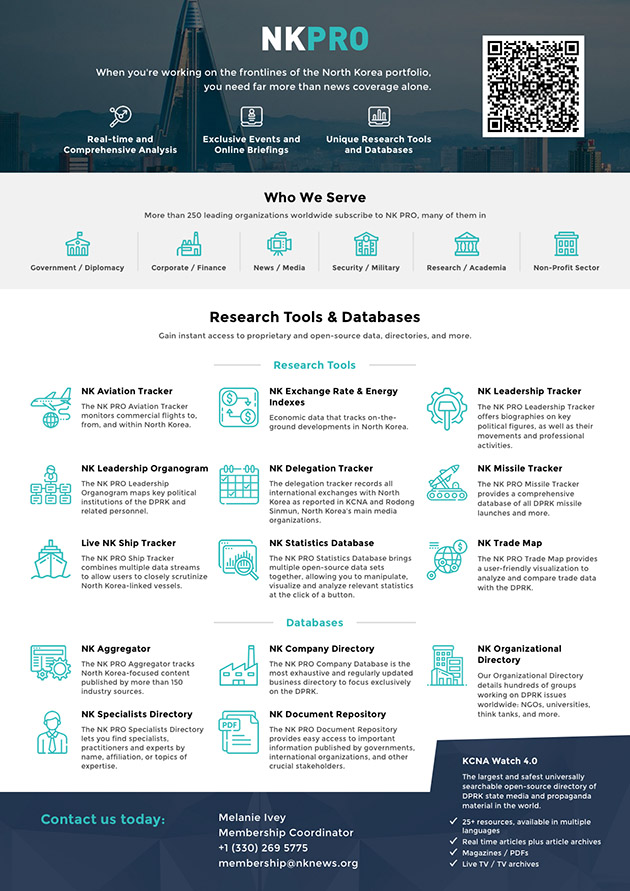 NKPRO
When you're working on the frontlines of the North Korea portfolio,
you need far more than news coverage alone.
Real-time and
Comprehensive Analysis
Exclusive Events and
Online Briefings
Unique Research Tools
and Databases
Who We Serve
More than 250 leading organizations worldwide subscribe to NK PRO, many of them in
Government / Diplomacy
Corporate / Finance
News / Media
Security / Military
Research / Academia
Non-Profit Sector
Research Tools & Databases
Gain instant access to proprietary and open-source data, directories, and more.
Research Tools
NK Aviation Tracker
The NK PRO Aviation Tracker
monitors commercial flights to,
from, and within North Korea.
NK Exchange Rate & Energy
Indexes
Economic data that tracks on-the-
ground developments in North Korea.
NK Leadership Tracker
The NK PRO Leadership Tracker
offers biographies on key
political figures, as well as their
movements and professional
activities.
NK Leadership Organogram
The NK PRO Leadership
Organogram maps key political
institutions of the DPRK and
related personnel.
NK Delegation Tracker
The delegation tracker records all
international exchanges with North
Korea as reported in KCNA and Rodong
Sinmun, North Korea's main media
organizations.
NK Missile Tracker
The NK PRO Missile Tracker
provides a comprehensive
database of all DPRK missile
launches and more.
Live NK Ship Tracker
The NK PRO Ship Tracker
combines multiple data streams
to allow users to closely scrutinize
North Korea-linked vessels.
NK Statistics Database
The NK PRO Statistics Database brings
multiple open-source data sets
together, allowing you to manipulate,
visualize and analyze relevant statistics
at the click of a button.
NK Trade Map
The NK PRO Trade Map provides
a user-friendly visualization to
analyze and compare trade data
with the DPRK.
Databases
NK Aggregator
The NK PRO Aggregator tracks
North Korea-focused content
published by more than 150
industry sources.
NK Company Directory
The NK PRO Company Database is the
most exhaustive and regularly updated
business directory to focus exclusively
on the DPRK.
NK Organizational
Directory
Our Organizational Directory
details hundreds of groups
working on DPRK issues
worldwide: NGOs, universities,
think tanks, and more.
NK Specialists Directory
The NK PRO Specialists Directory
lets you find specialists,
practitioners and experts by
name, affiliation, or topics of
expertise.
PDF
NK Document Repository
The NK PRO Document Repository
provides easy access to important
information published by governments,
international organizations, and other
crucial stakeholders.
KCNA Watch 4.0
The largest and safest universally
searchable open-source directory of
DPRK state media and propaganda
material in the world.
25+ resources, available in multiple
languages
Real time articles plus article archives
Magazines / PDFs
Live TV / TV archives
Contact us today:
Melanie Ivey
Membership Coordinator
+1 (330) 269 5775
membership@nknews.org